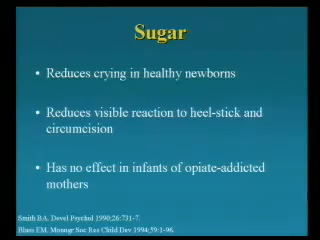 Sugar
• Reduces crying in healthy newborns
• Reduces visible reaction to heel-stick and
circumcision
• Has no effect in infants of opiate-addicted
mothers
Smith BA. Devel Psychol 1990;26:731-7.
Blass EM. Monogr Soc Res Child Dev 1994;59:1-96.